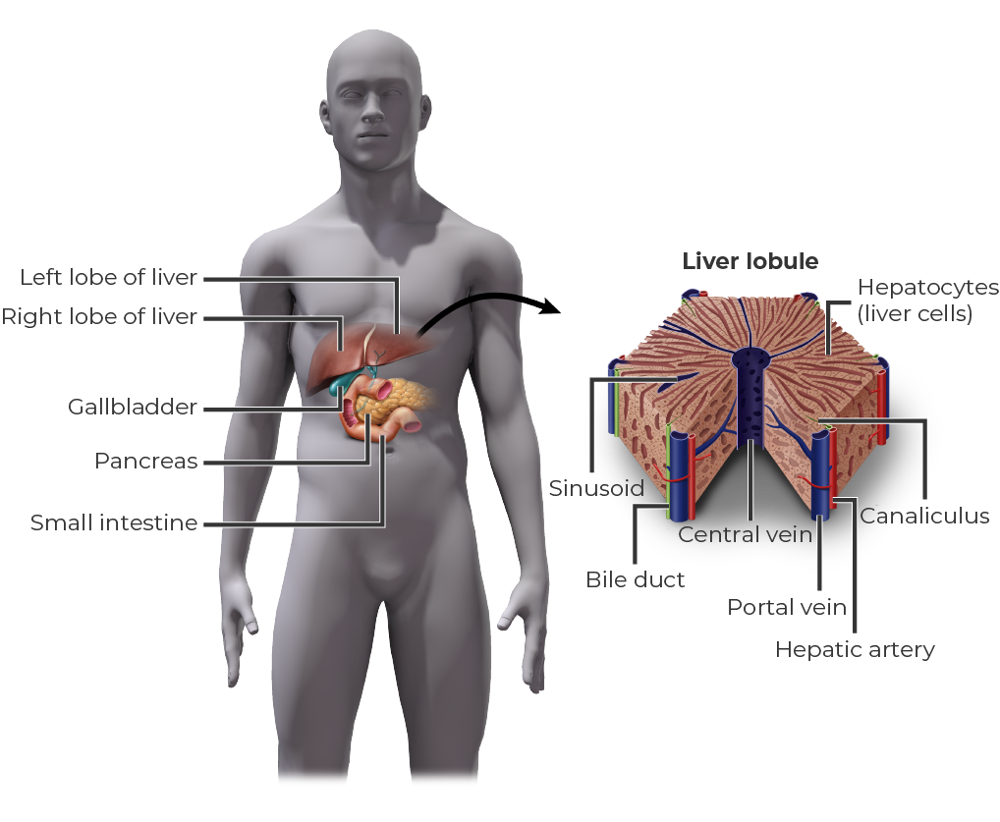 Left lobe of liver
Right lobe of liver
Gallbladder
Pancreas
Small intestine
Liver lobule
Hepatocytes
(liver cells)
Sinusoid
Canaliculus
Central vein
Bile duct
Portal vein
Hepatic artery